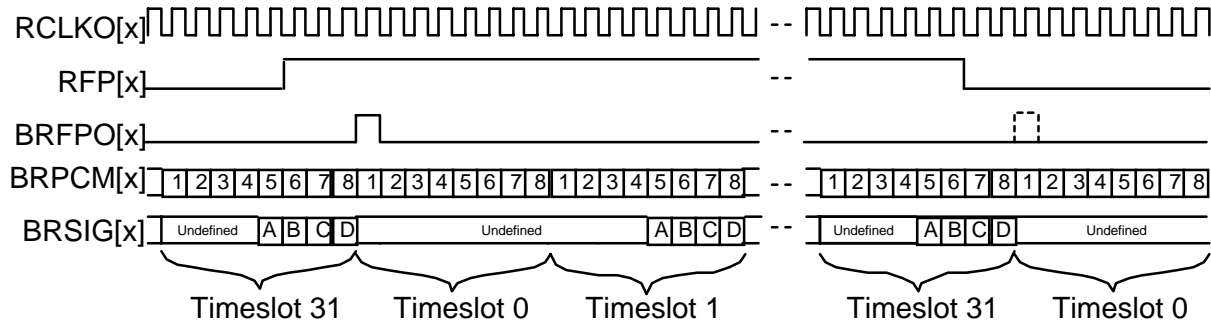 RCLKO[x] - -
RFP[x] - -
BRFPO[x] - -
BRPCM[x] 1 2 3 4 5 6 7 8 1 2 3 4 5 6 7 8 1 2 3 4 5 6 7 8 - - 1 2 3 4 5 6 7 8 1 2 3 4 5 6 7 8
BRSIG[x] Undefined A B C D Undefined A B C D - - Undefined A B C D Undefined
Timeslot 31 Timeslot 0 Timeslot 1 Timeslot 31 Timeslot 0